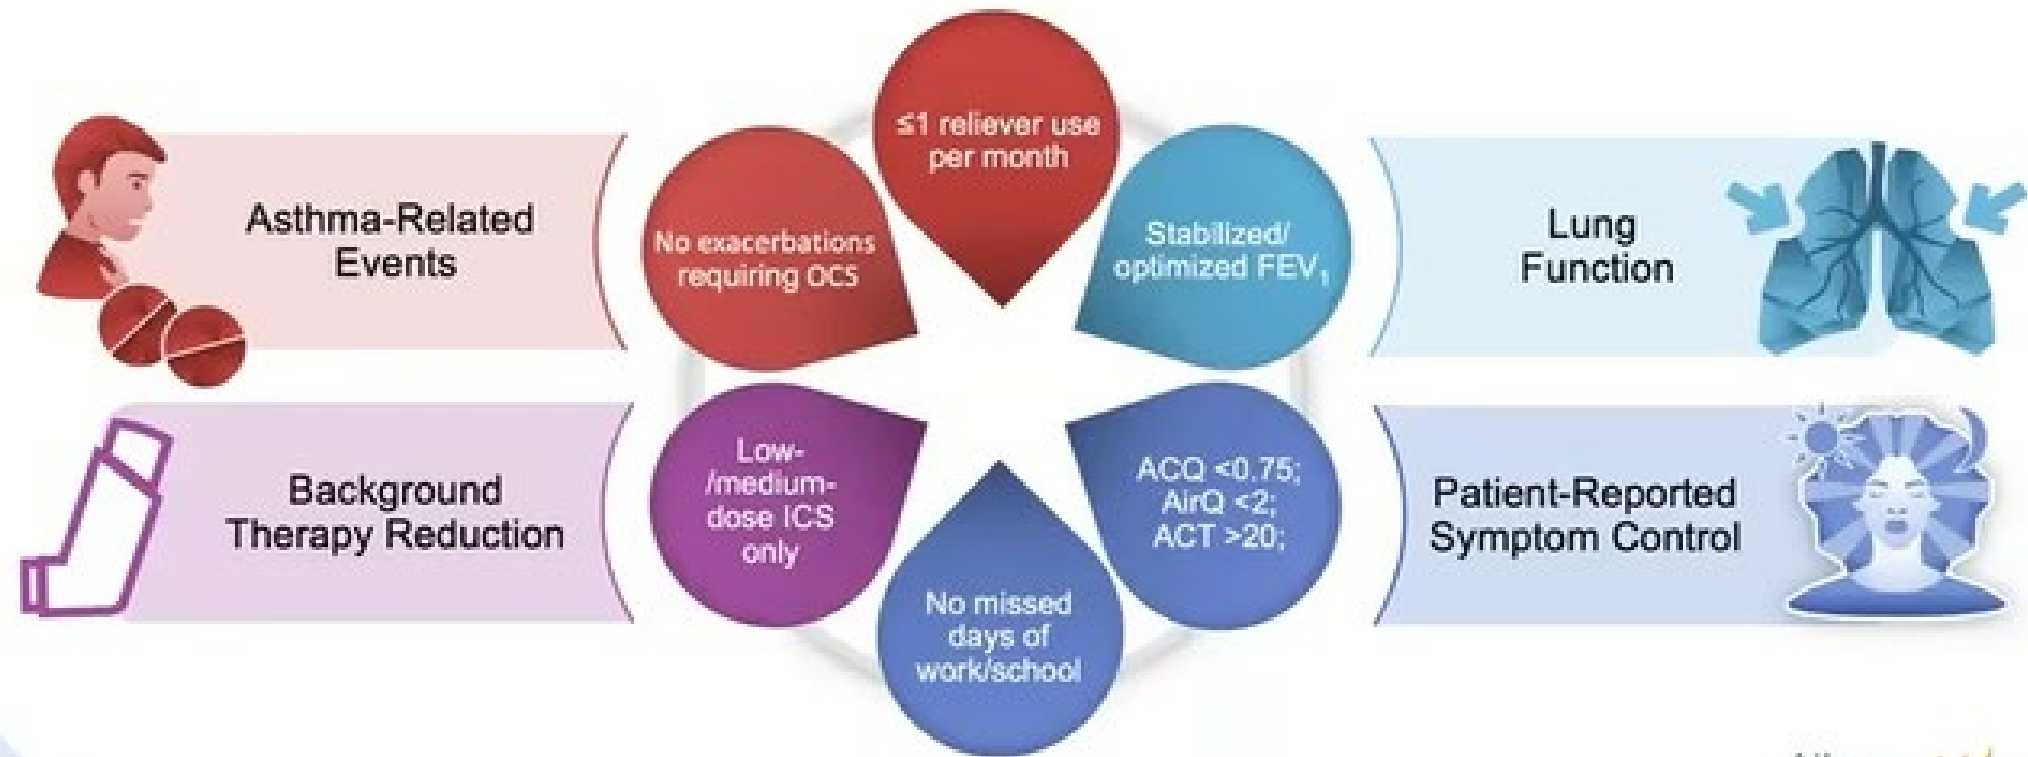 Asthma-Related
Events
Background
Therapy Reduction
≤1 reliever use
per month
No exacerbations
requiring OCS
Stabilized/
optimized FEV₁
Low-
/medium-
dose ICS
only
ACQ <0.75;
AirQ <2;
ACT >20;
No missed
days of
work/school
Lung
Function
Patient-Reported
Symptom Control